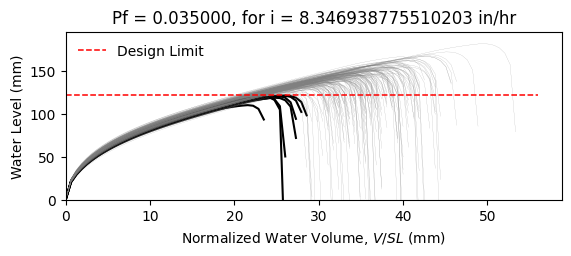 Pf = 0.035000, for i = 8.346938775510203 in/hr
Design Limit
Water Level (mm)
150
100
50
0
0 10 20 30 40 50
Normalized Water Volume, V/SL (mm)